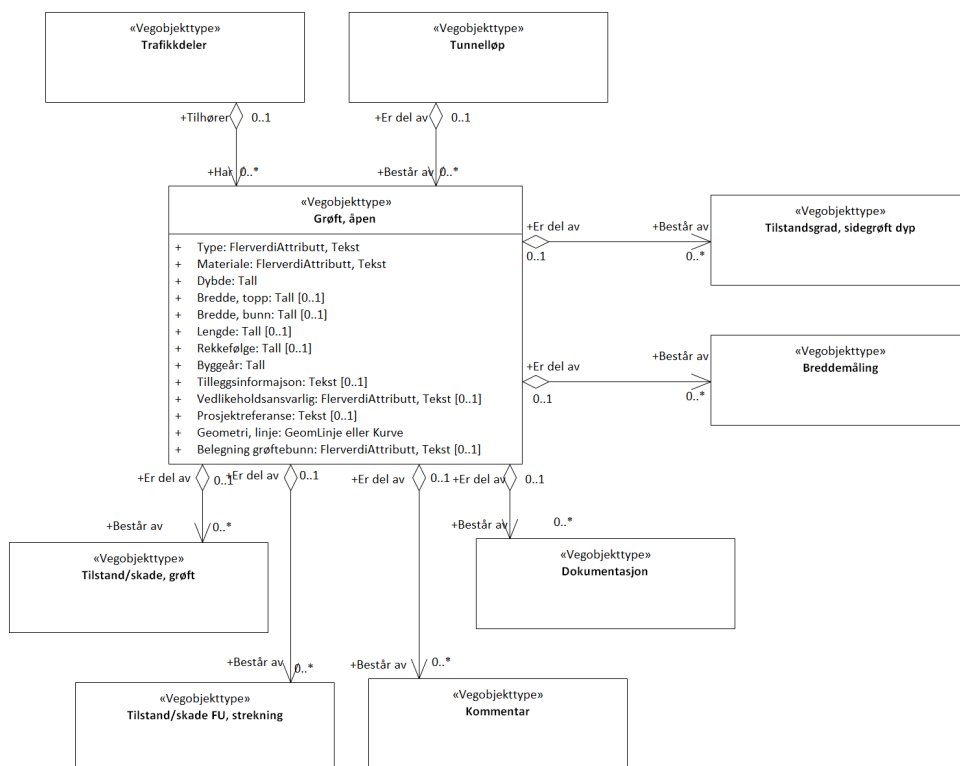 «Vegobjekttype»
Trafikkdeler
«Vegobjekttype»
Tunnelløp
+Tilhører
0..1
+Er del av
0..1
+Har
0..*
+Består av
0..*
«Vegobjekttype»
Grøft, åpen
+ Type: FlerverdiAttributt, Tekst
+ Materiale: FlerverdiAttributt, Tekst
+ Dybde: Tall
+ Bredde, topp: Tall [0..1]
+ Bredde, bunn: Tall [0..1]
+ Lengde: Tall [0..1]
+ Rekkefølge: Tall [0..1]
+ Byggeår: Tall
+ Tilleggsinformajson: Tekst [0..1]
+ Vedlikeholdsansvarlig: FlerverdiAttributt, Tekst [0..1]
+ Prosjektreferanse: Tekst [0..1]
+ Geometri, linje: GeomLinje eller Kurve
+ Belegning grøftebunn: FlerverdiAttributt, Tekst [0..1]
+Er del av
0..1
+Består av
0..*
«Vegobjekttype»
Tilstandsgrad, sidegrøft dyp
+Er del av
0..1
+Består av
0..*
«Vegobjekttype»
Breddemåling
+Er del av
0..1
+Er del av
0..1
+Er del av
0..1
+Er del av
0..1
+Består av
0..*
+Består av
0..*
«Vegobjekttype»
Tilstand/skade, grøft
«Vegobjekttype»
Dokumentasjon
+Består av
0..*
+Består av
0..*
«Vegobjekttype»
Tilstand/skade FU, strekning
«Vegobjekttype»
Kommentar